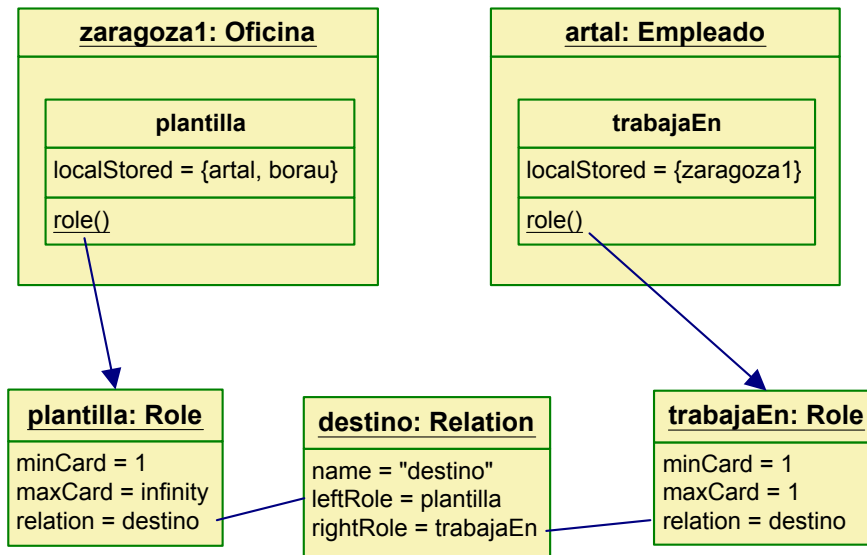 zaragoza1: Oficina
plantilla
localStored = {artal, borau}
role()
artal: Empleado
trabajaEn
localStored = {zaragoza1}
role()
plantilla: Role
minCard = 1
maxCard = infinity
relation = destino
destino: Relation
name = "destino"
leftRole = plantilla
rightRole = trabajaEn
trabajaEn: Role
minCard = 1
maxCard = 1
relation = destino